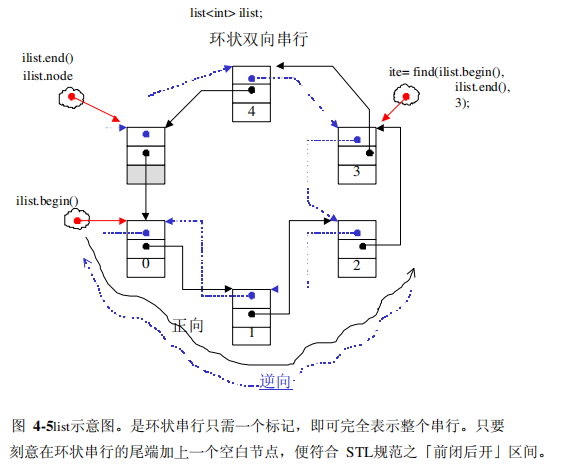 list<int> ilist;
环状双向串行
ilist.end()
ilist.node
ite= find(ilist.begin(),
ilist.end(),
3);
4
3
ilist.begin()
0
2
1
正向
逆向
图 4-5list示意图。是环状串行只需一个标记，即可完全表示整个串行。只要
刻意在环状串行的尾端加上一个空白节点，便符合 STL规范之「前闭后开」区间。